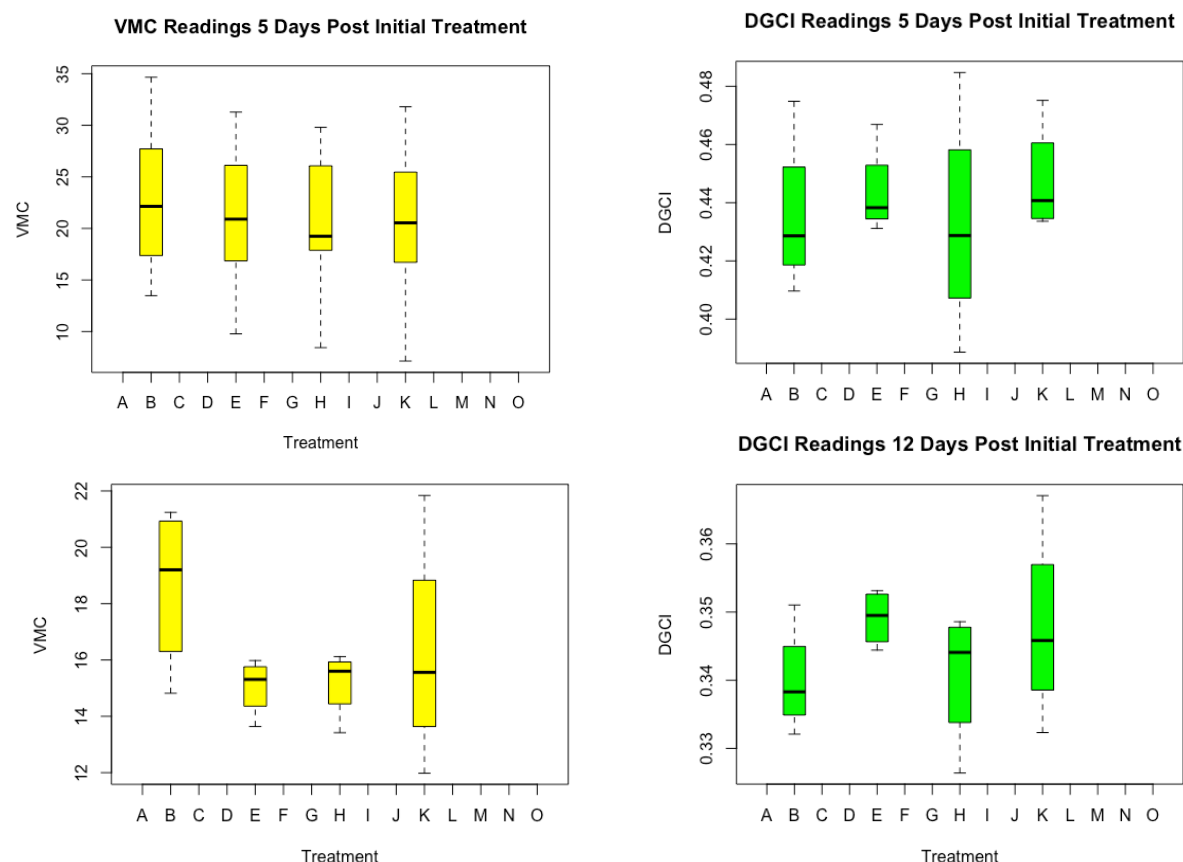 VMC Readings 5 Days Post Initial Treatment
35
30
25
20
15
10
VMC
A B C D E F G H I J K L M N O
Treatment
DGCI Readings 5 Days Post Initial Treatment
0.48
0.46
0.44
0.42
0.40
DGCI
A B C D E F G H I J K L M N O
22
20
18
16
14
12
VMC
A B C D E F G H I J K L M N O
Treatment
DGCI Readings 12 Days Post Initial Treatment
0.36
0.35
0.34
0.33
DGCI
A B C D E F G H I J K L M N O
Treatment